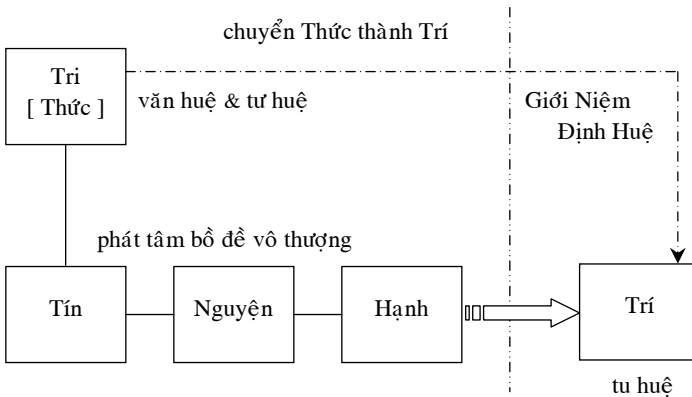 chuyển Thức thành Trí
Tri
[ Thức ]
văn huệ & tư huệ
Giới Niệm
Định Huệ
phát tâm bồ đề vô thượng
Tín
Nguyện
Hạnh
Trí
tu huệ